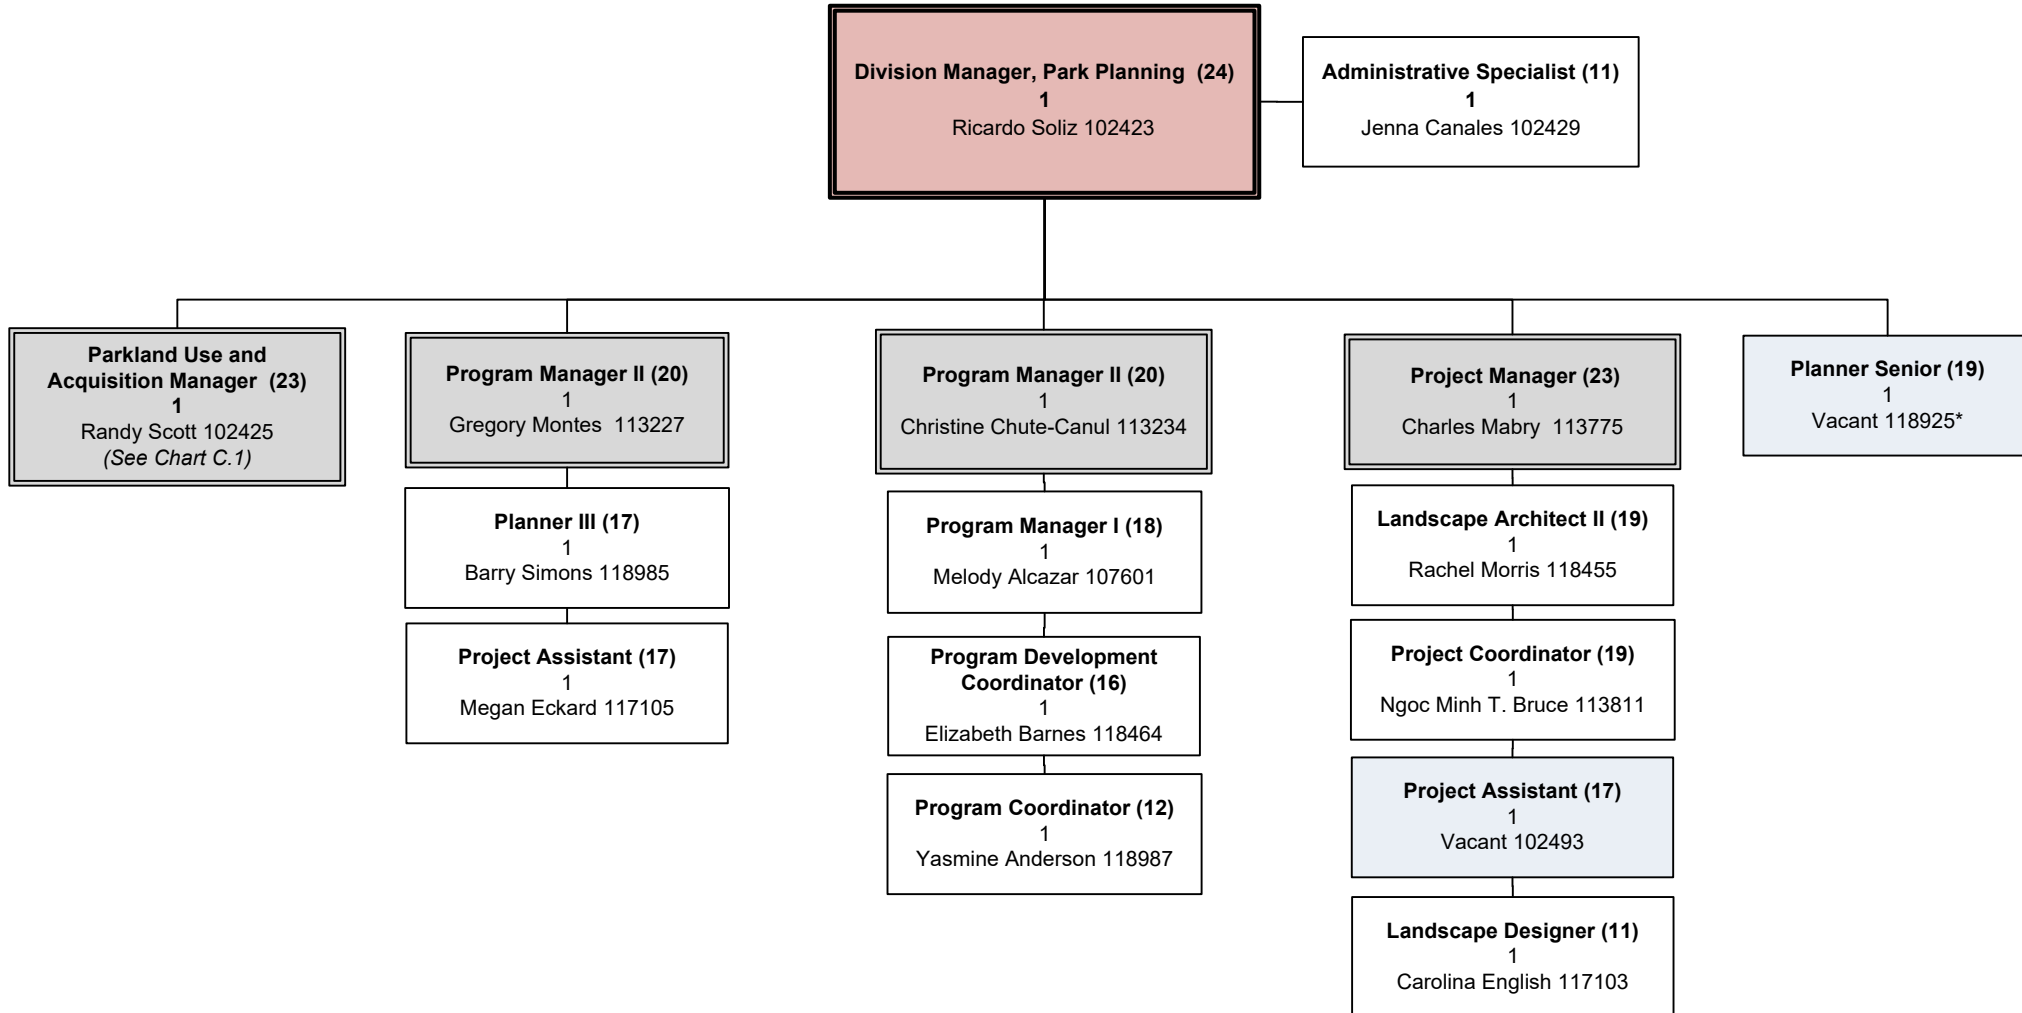 Division Manager, Park Planning (24)
1
Ricardo Soliz 102423
Administrative Specialist (11)
1
Jenna Canales 102429
Parkland Use and
Acquisition Manager (23)
1
Randy Scott 102425
(See Chart C.1)
Program Manager II (20)
1
Gregory Montes 113227
Planner III (17)
1
Barry Simons 118985
Project Assistant (17)
1
Megan Eckard 117105
Program Manager II (20)
1
Christine Chute-Canul 113234
Program Manager I (18)
1
Melody Alcazar 107601
Program Development
Coordinator (16)
1
Elizabeth Barnes 118464
Program Coordinator (12)
1
Yasmine Anderson 118987
Project Manager (23)
1
Charles Mabry 113775
Landscape Architect II (19)
1
Rachel Morris 118455
Project Coordinator (19)
1
Ngoc Minh T. Bruce 113811
Project Assistant (17)
1
Vacant 102493
Landscape Designer (11)
1
Carolina English 117103
Planner Senior (19)
1
Vacant 118925*